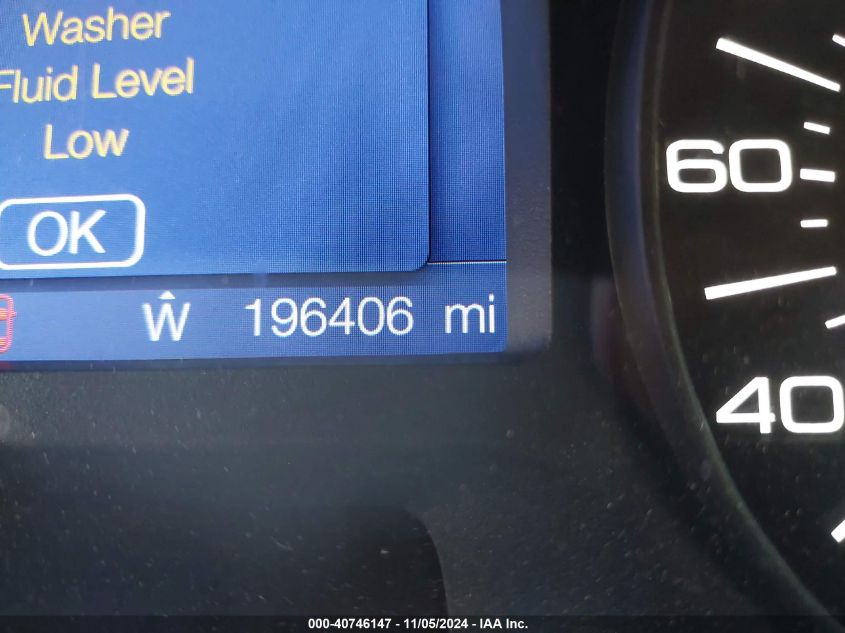 Washer
Fluid Level
Low
OK
W 196406 mi
60
40
000-40746147 - 11/05/2024 - IAA Inc.